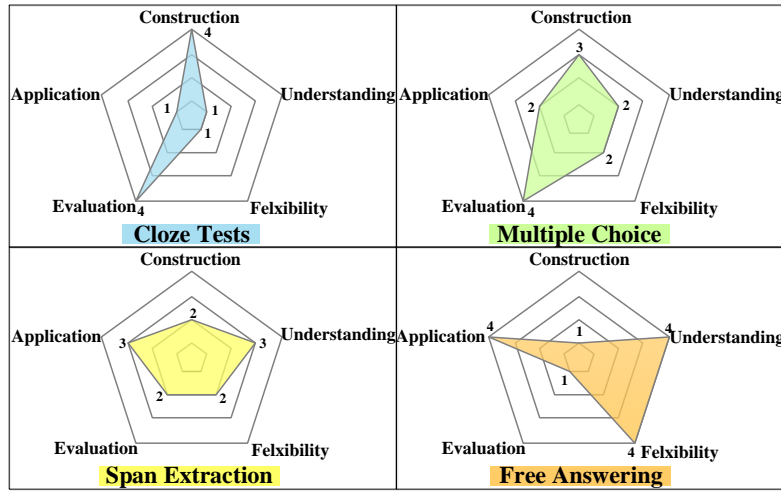 Construction
4
Application
Understanding
1
1
1
Evaluation
4
Felxibility
Cloze Tests
Construction
3
Application
Understanding
2
2
2
Evaluation
4
Felxibility
Multiple Choice
Construction
2
Application
Understanding
3
3
2
2
Evaluation
Felxibility
Span Extraction
Construction
4
1
4
Application
Understanding
1
Evaluation
4
Felxibility
Free Answering